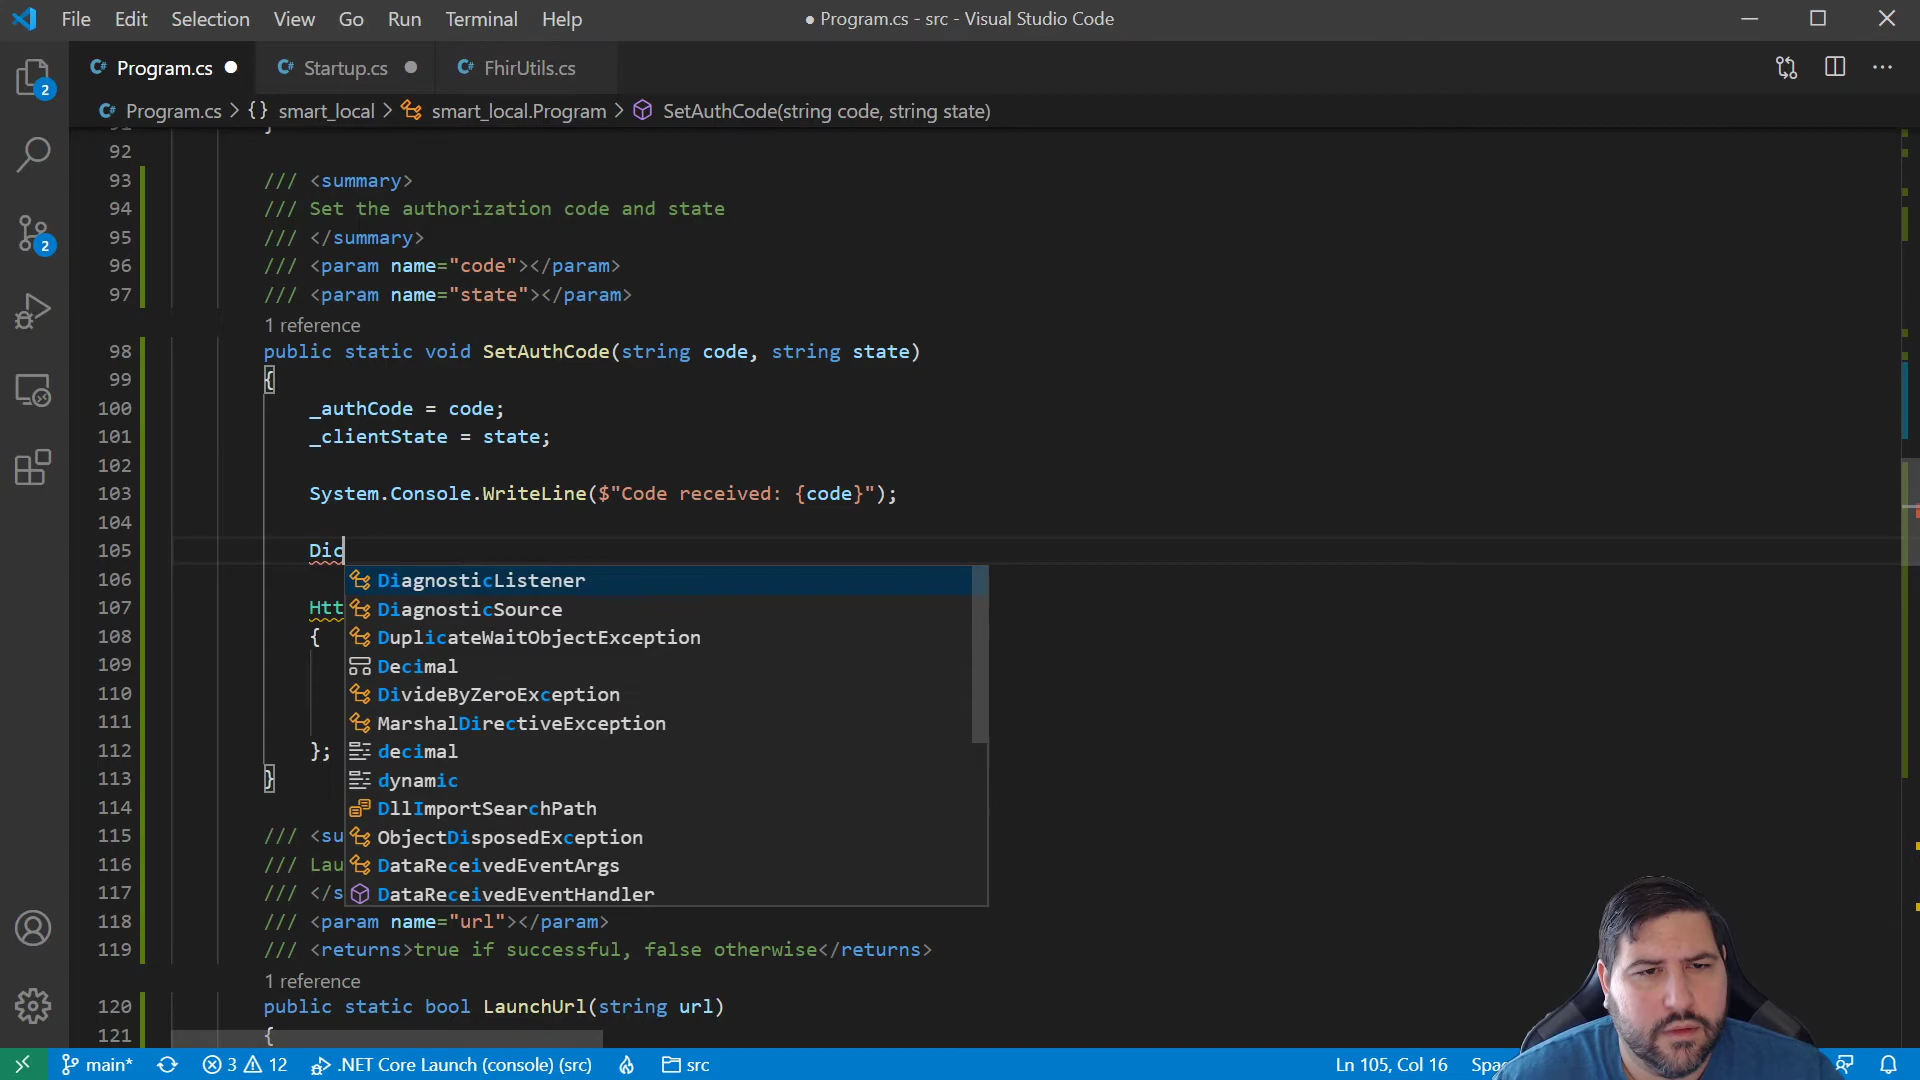 File Edit Selection View Go Run Terminal Help
● Program.cs - src - Visual Studio Code
Program.cs Startup.cs FhirUtils.cs
Program.cs > {} smart_local > smart_local.Program > SetAuthCode(string code, string state)
2
2
92
93 /// <summary>
94 /// Set the authorization code and state
95 /// </summary>
96 /// <param name="code"></param>
97 /// <param name="state"></param>
1 reference
98 public static void SetAuthCode(string code, string state)
99 {
100 _authCode = code;
101 _clientState = state;
102
103 System.Console.WriteLine($"Code received: {code}");
104
105 Dic
106 DiagnosticListener
DiagnosticSource
107 Htt
108 { DuplicateWaitObjectException
109 Decimal
110 DivideByZeroException
111 MarshalDirectiveException
112 }; decimal
113 } dynamic
114 DllImportSearchPath
115 /// <su ObjectDisposedException
116 /// Lau DataReceivedEventArgs
117 /// </s DataReceivedEventHandler
118 /// <param name="url"></param>
119 /// <returns>true if successful, false otherwise</returns>
1 reference
120 public static bool LaunchUrl(string url)
121 {
main* 3 12 .NET Core Launch (console) (src) src Ln 105, Col 16